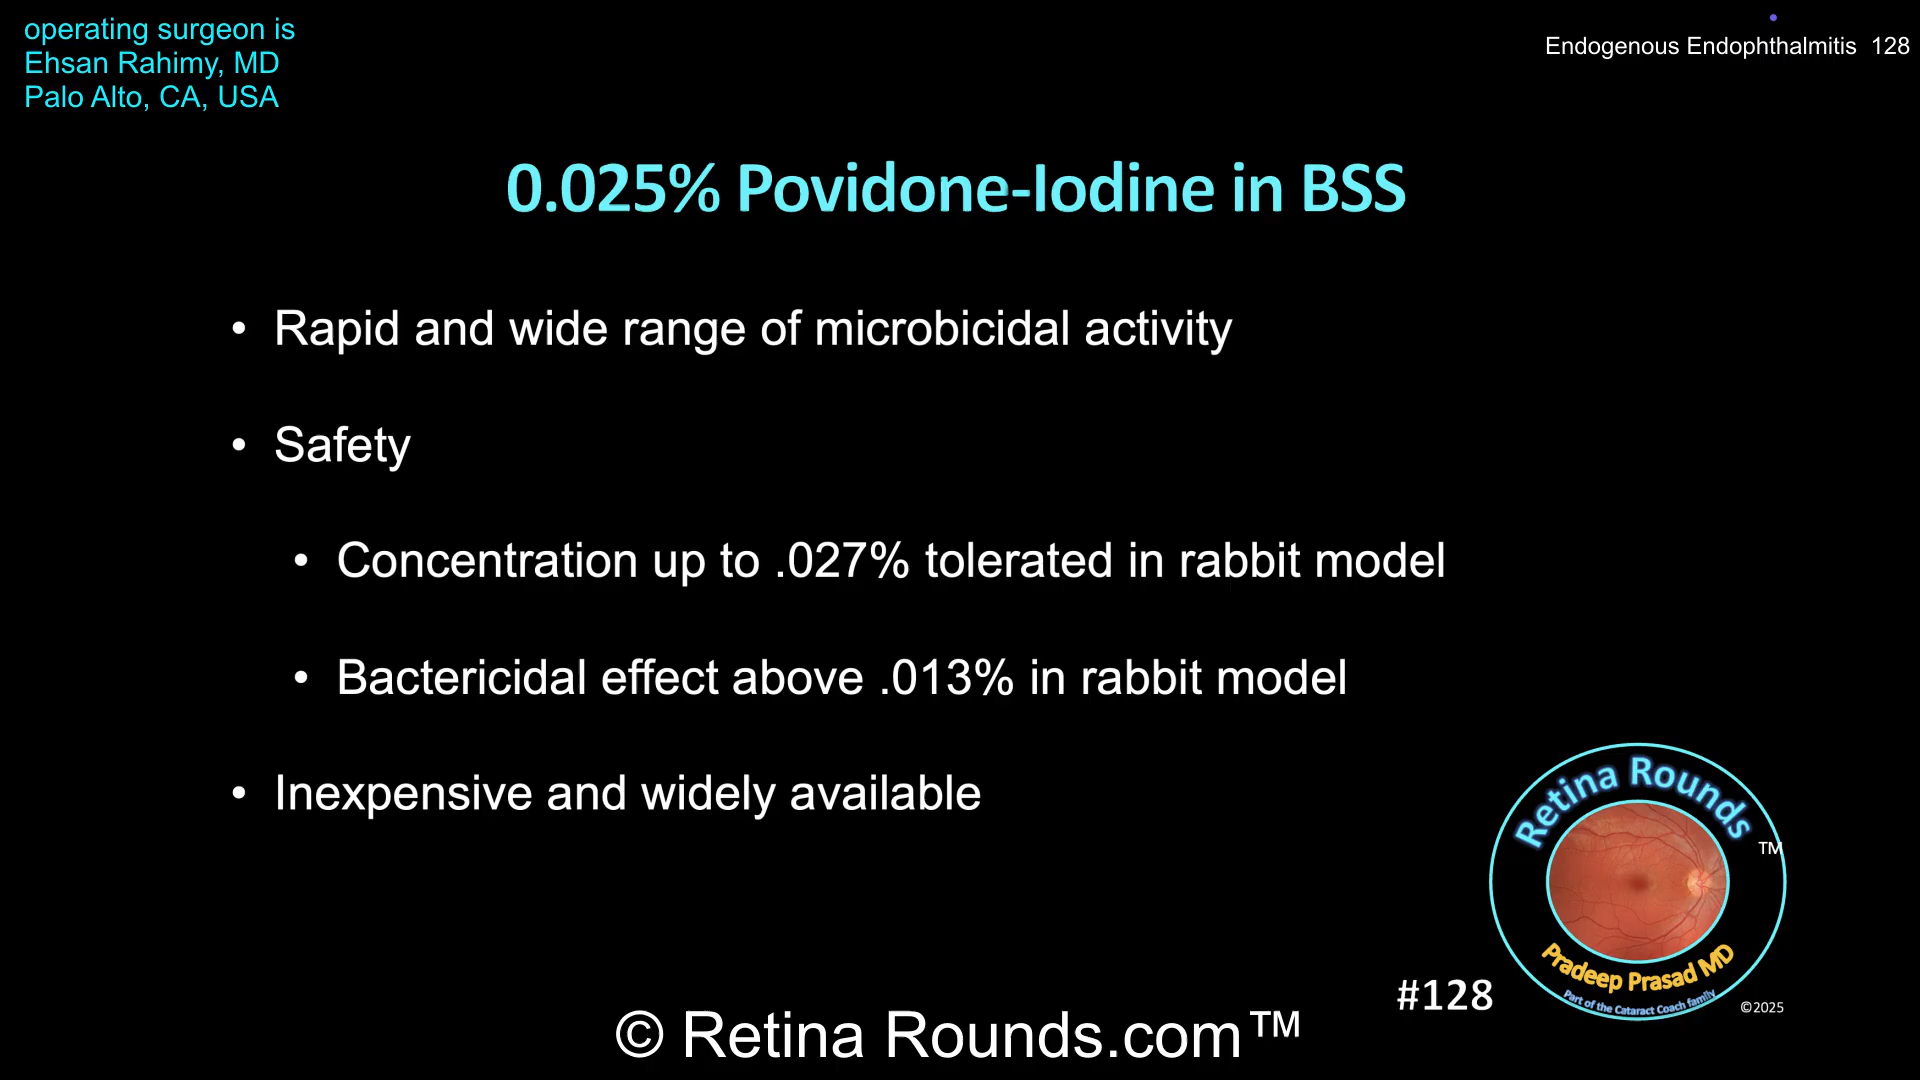 operating surgeon is
Ehsan Rahimy, MD
Palo Alto, CA, USA
Endogenous Endophthalmitis 128
0.025% Povidone-Iodine in BSS
• Rapid and wide range of microbicidal activity
• Safety
• Concentration up to .027% tolerated in rabbit model
• Bactericidal effect above .013% in rabbit model
• Inexpensive and widely available
Retina Rounds
TM
Pradeep Prasad MD
Part of the Cataract Coach family
#128
©2025
© Retina Rounds.com™